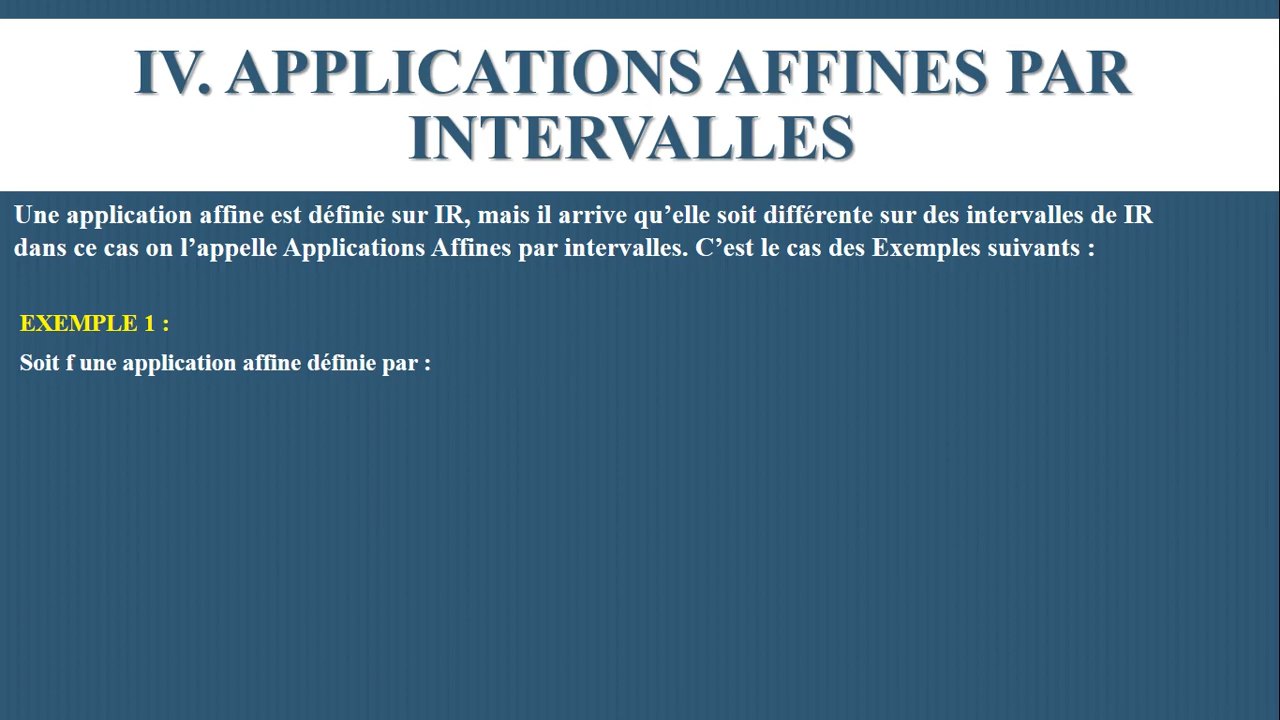 IV. APPLICATIONS AFFINES PAR
INTERVALLES
Une application affine est définie sur IR, mais il arrive qu’elle soit différente sur des intervalles de IR
dans ce cas on l’appelle Applications Affines par intervalles. C’est le cas des Exemples suivants :
EXEMPLE 1 :
Soit f une application affine définie par :